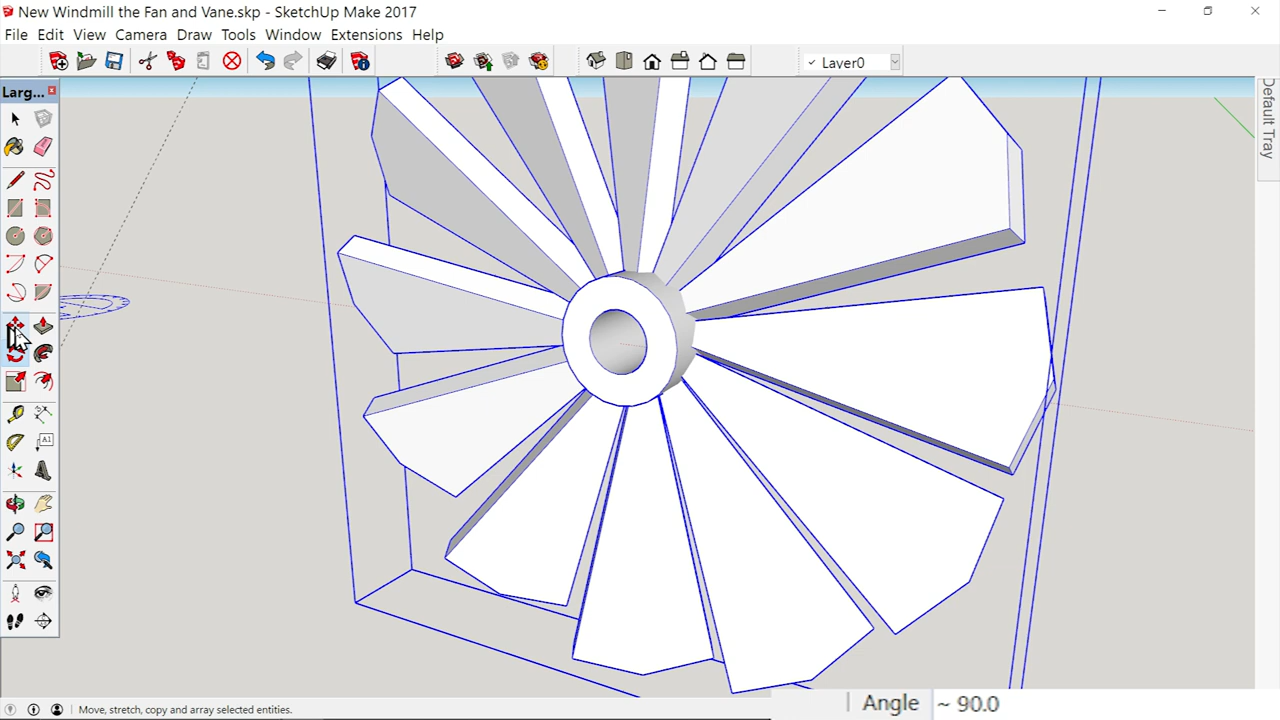 New Windmill the Fan and Vane.skp - SketchUp Make 2017
File Edit View Camera Draw Tools Window Extensions Help
✓ Layer0
Larg...
Default Tray
A1
Move, stretch, copy and array selected entities.
Angle ~ 90.0